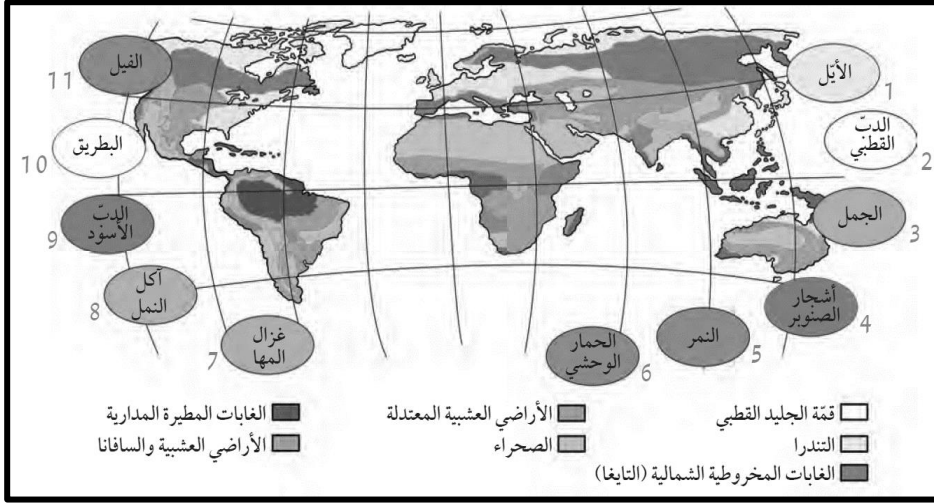 الفيل
11
الأيّل
1
البطريق
10
الدبّ
القطبي
2
الدبّ
الأسود
9
الجمل
3
آكل
النمل
8
أشجار
الصنوبر
4
غزال
المها
7
الحمار
الوحشي
6
النمر
5
قمّة الجليد القطبي
التندرا
الغابات المخروطية الشمالية (التايغا)
الأراضي العشبية المعتدلة
الصحراء
الغابات المطيرة المدارية
الأراضي العشبية والسافانا